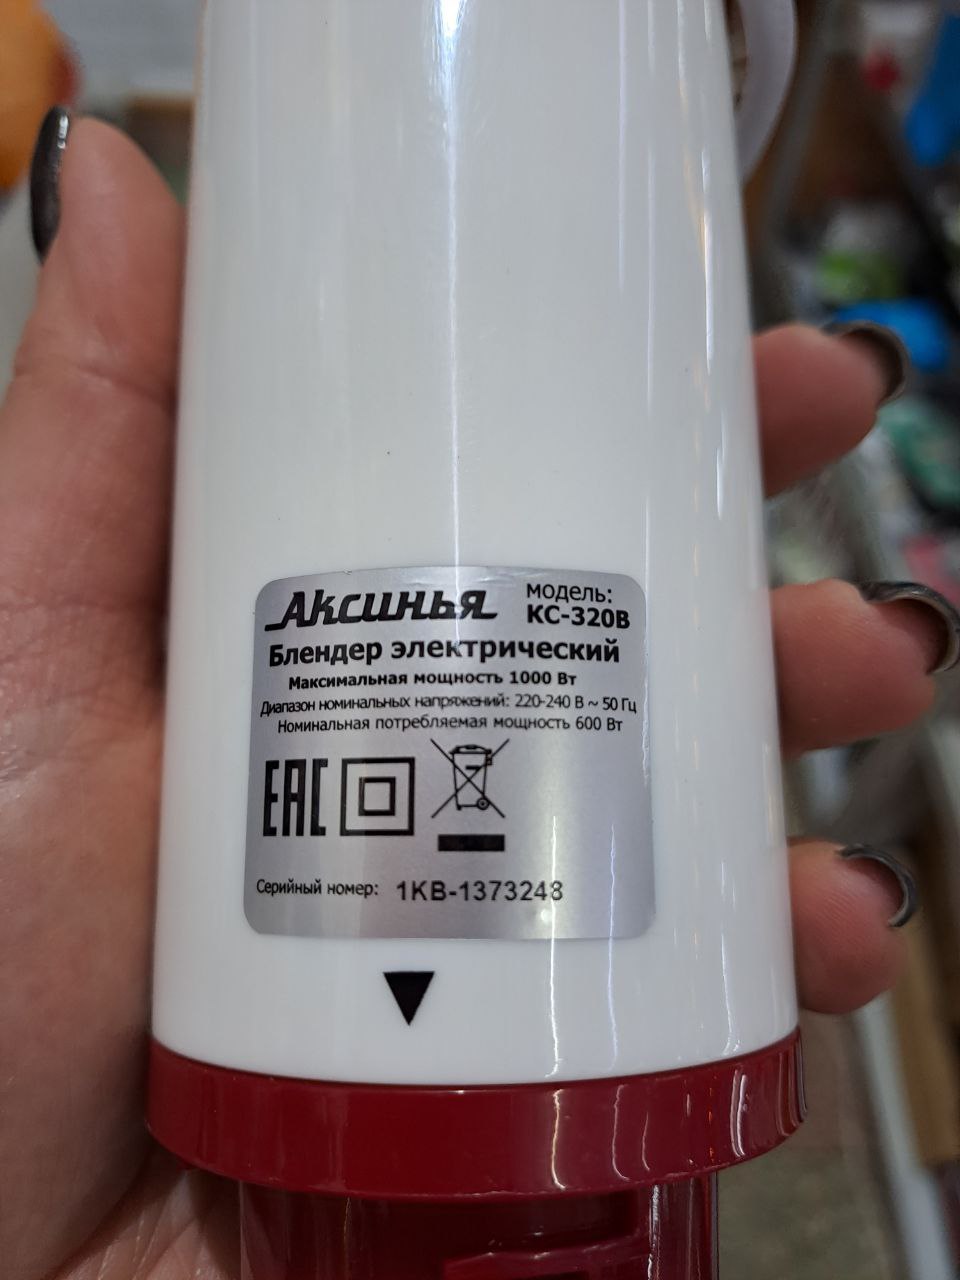 Аксинья
модель:
КС-320В
Блендер электрический
Максимальная мощность 1000 Вт
Диапазон номинальных напряжений: 220-240 В ~ 50 Гц
Номинальная потребляемая мощность 600 Вт
ЕАС
Серийный номер: 1KB-1373248